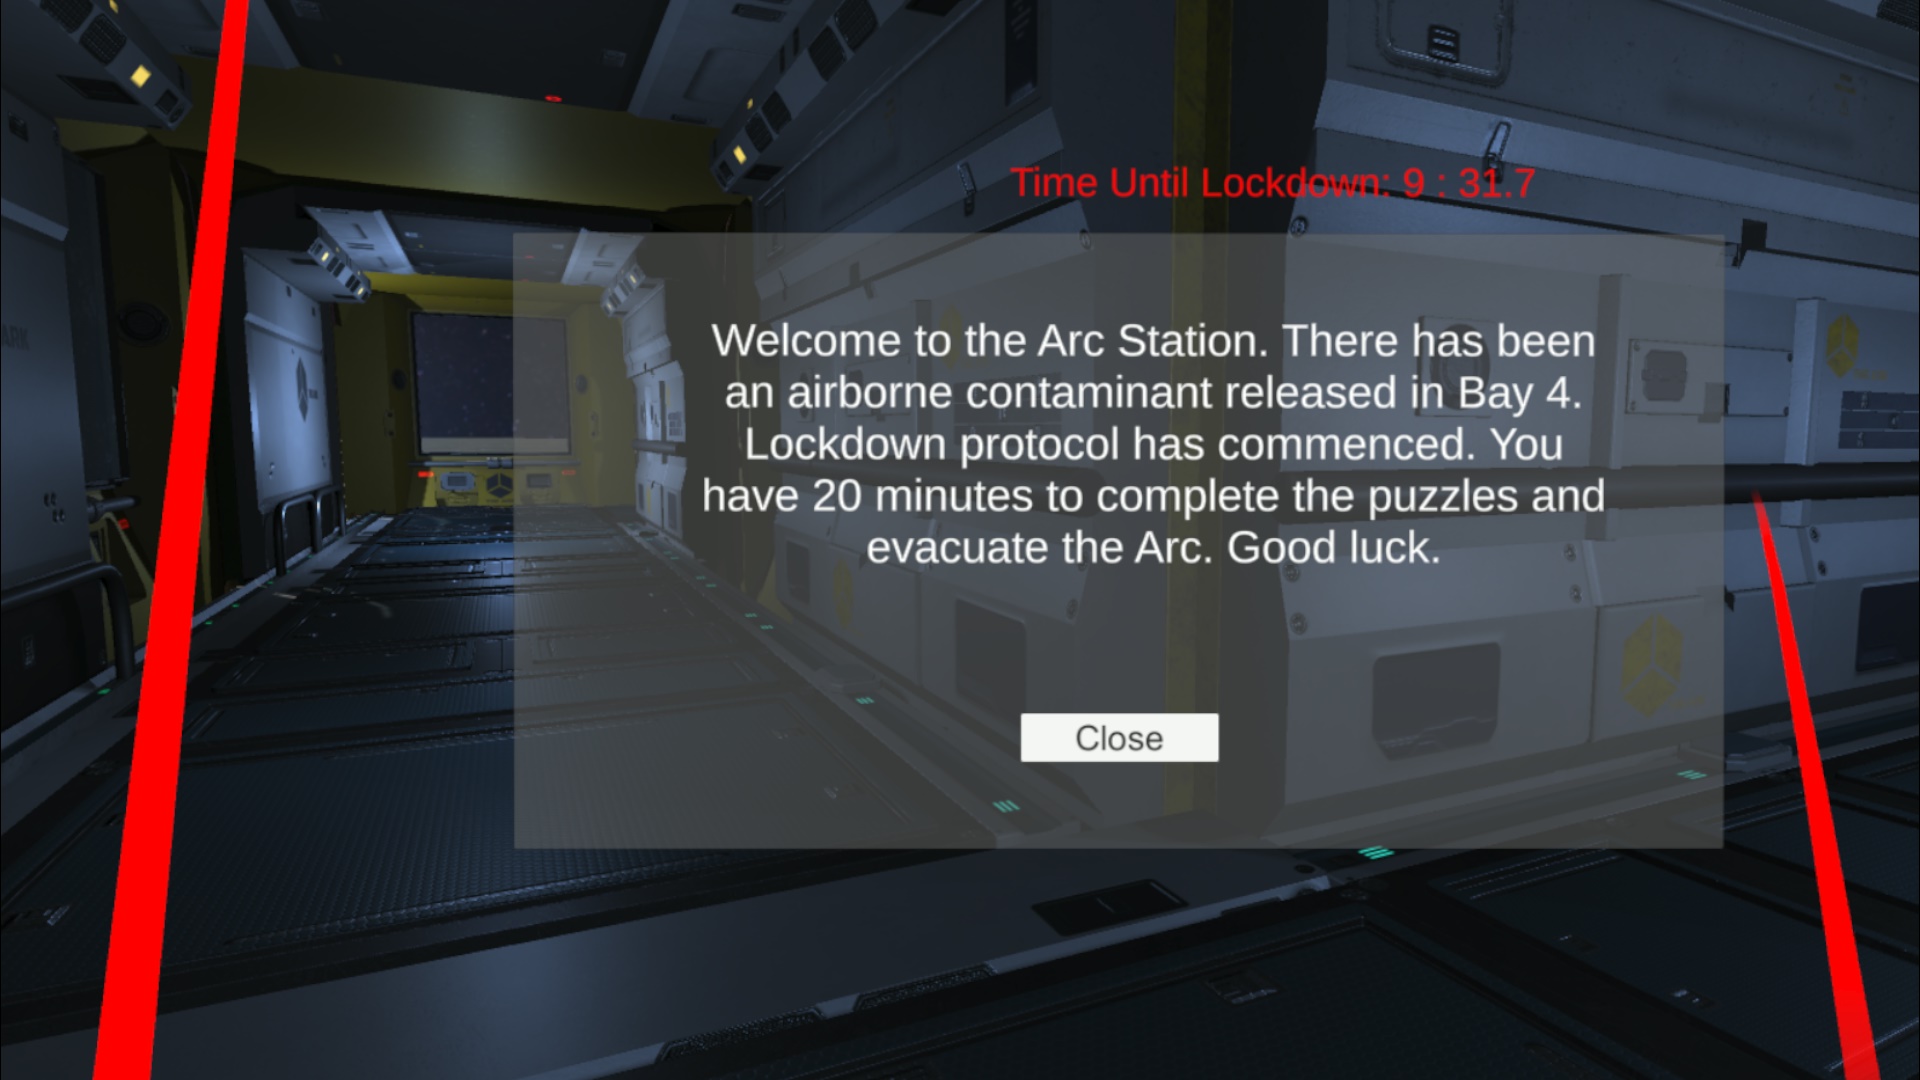 Time Until Lockdown: 9 : 31.7
Welcome to the Arc Station. There has been
an airborne contaminant released in Bay 4.
Lockdown protocol has commenced. You
have 20 minutes to complete the puzzles and
evacuate the Arc. Good luck.
Close